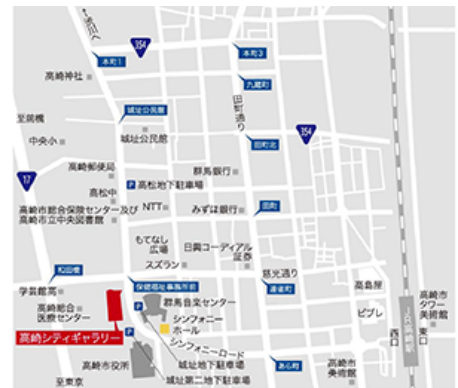 至渋川へ
354
本町3
本町1
高崎神社
九蔵町
城址公民館
田町通り
至前橋
城址公民館
354
中央小
田町北
高崎郵便局
群馬銀行
17
P 高松地下駐車場
高松中
高崎市総合保険センター及び
高崎市立中央図書館
NTT
みずほ銀行
田町
もてなし
広場
日興コーディアル
証券
スズラン
慈光通り
和田橋
保健福祉事務所前
連雀町
高島屋
学芸館高
高崎総合
医療センター
P
群馬音楽センター
シンフォニー
ホール
ビブレ
高崎市
タワー
美術館
JR高崎駅
西口
東口
高崎シティギャラリー
P
シンフォニーロード
高崎市役所
城址地下駐車場
あら町
高崎市
美術館
至東京
城址第二地下駐車場